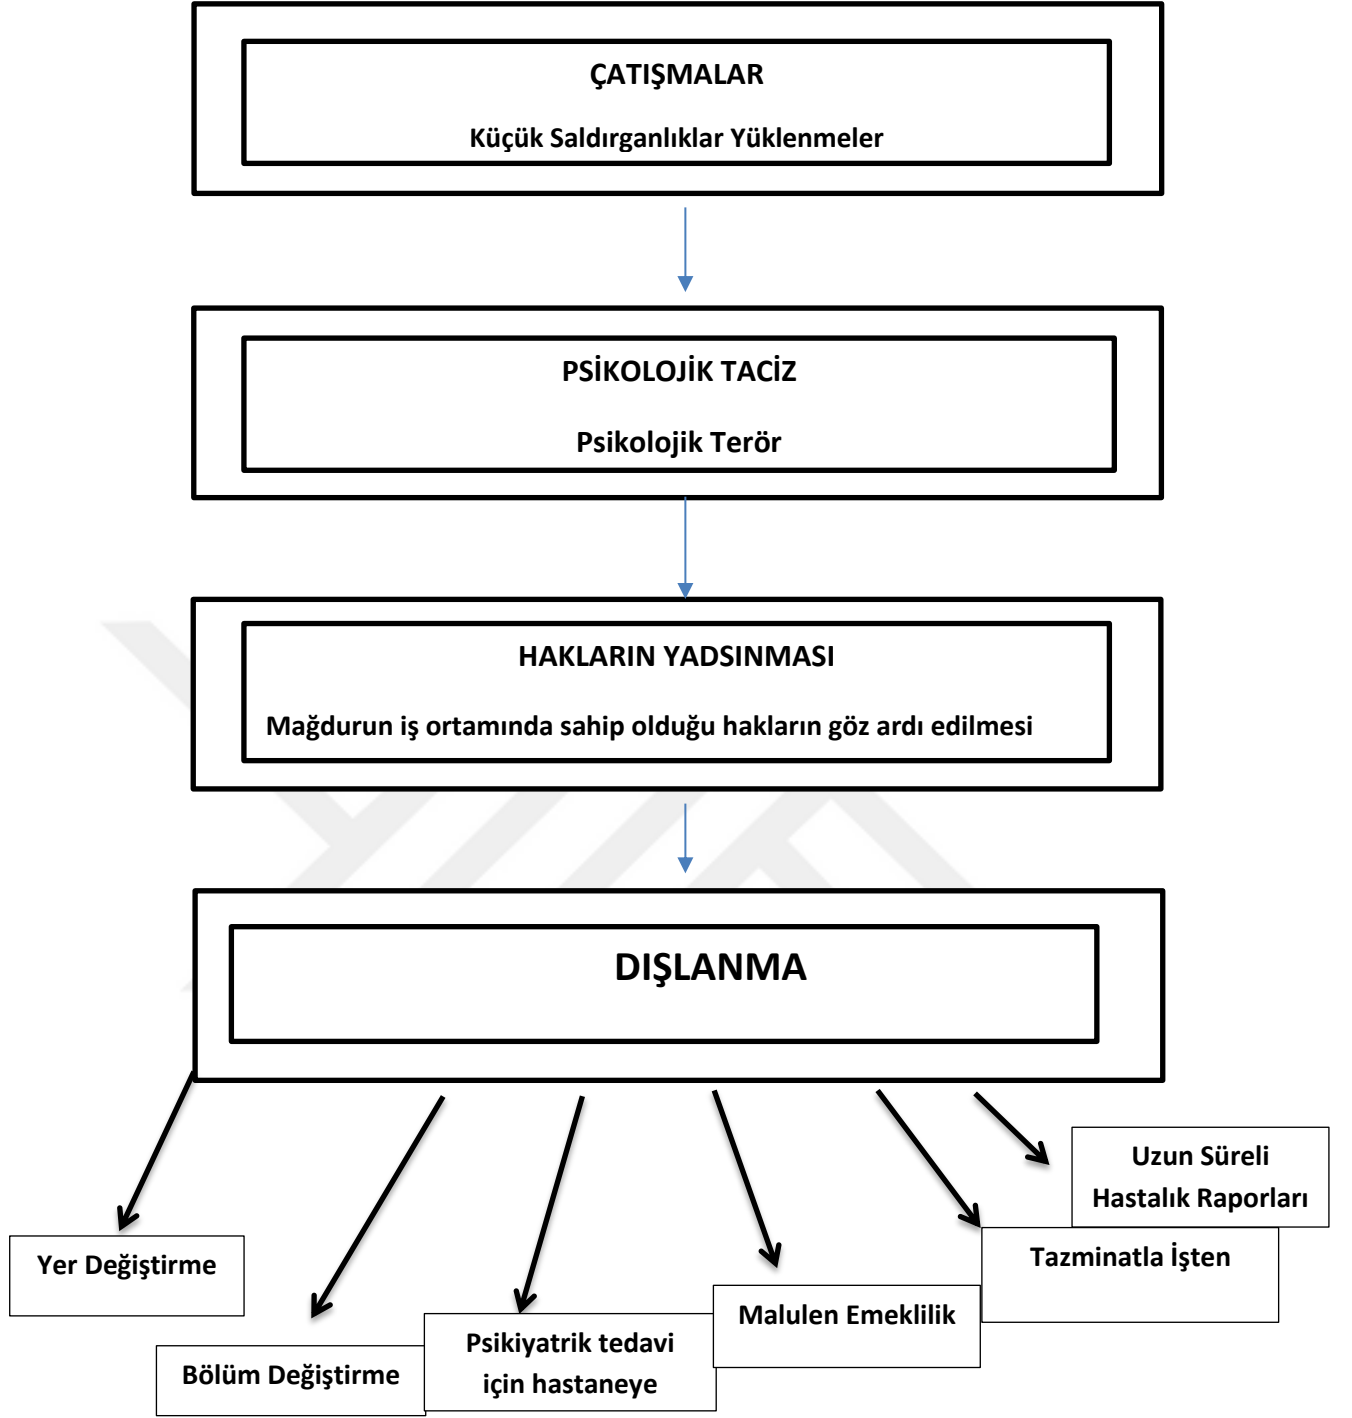 ÇATIŞMALAR
Küçük Saldırganlıklar Yüklenmeler
PSİKOLOJİK TACİZ
Psikolojik Terör
HAKLARIN YADSINMASI
Mağdurun iş ortamında sahip olduğu hakların göz ardı edilmesi
DIŞLANMA
Yer Değiştirme
Bölüm Değiştirme
Psikiyatrik tedavi
için hastaneye
Malulen Emeklilik
Tazminatla İşten
Uzun Süreli
Hastalık Raporları